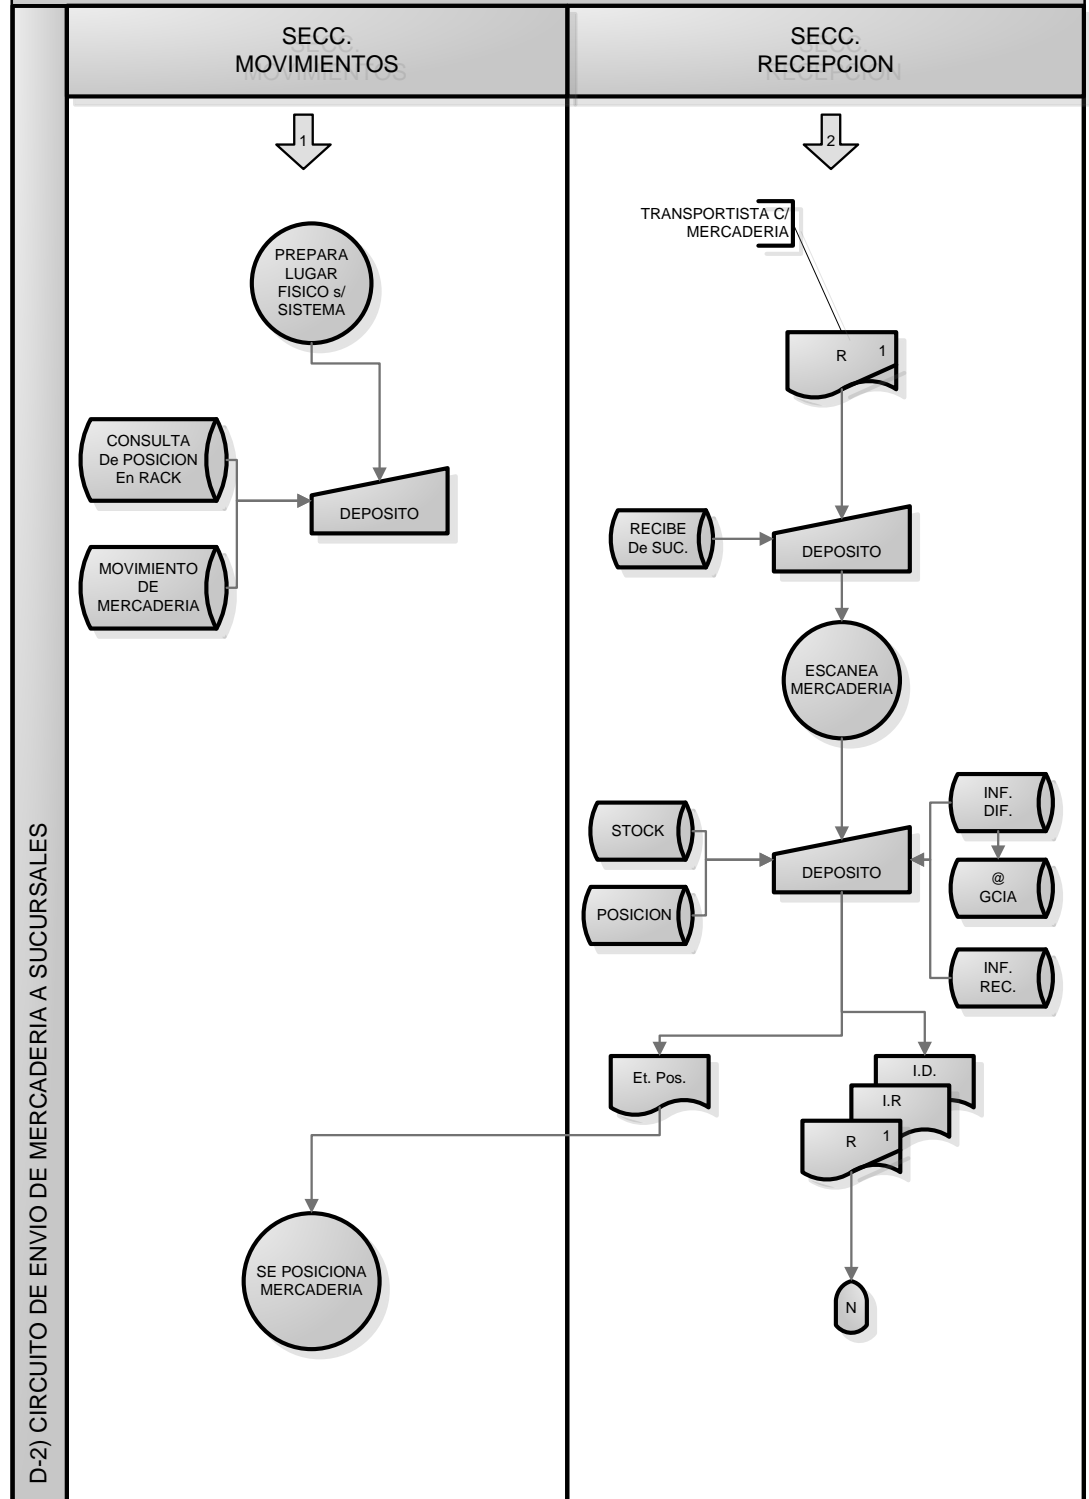 SECC.
MOVIMIENTOS
SECC.
RECEPCION
1
2
TRANSPORTISTA C/
MERCADERIA
PREPARA
LUGAR
FISICO s/
SISTEMA
R 1
CONSULTA
De POSICION
En RACK
DEPOSITO
RECIBE
De SUC.
DEPOSITO
MOVIMIENTO
DE
MERCADERIA
ESCANEA
MERCADERIA
STOCK
POSICION
DEPOSITO
INF.
DIF.
@
GCIA
INF.
REC.
Et. Pos.
I.D.
I.R
R 1
SE POSICIONA
MERCADERIA
N
D-2) CIRCUITO DE ENVIO DE MERCADERIA A SUCURSALES